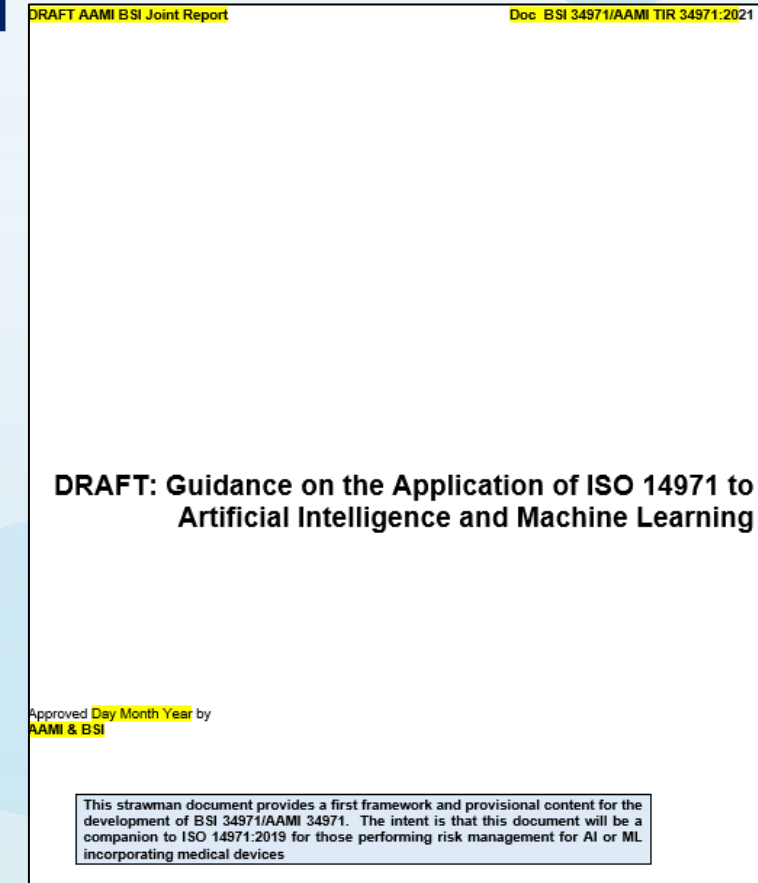 DRAFT AAMI BSI Joint Report Doc BSI 34971/AAMI TIR 34971:2021
DRAFT: Guidance on the Application of ISO 14971 to
Artificial Intelligence and Machine Learning
Approved Day Month Year by
AAMI & BSI
This strawman document provides a first framework and provisional content for the
development of BSI 34971/AAMI 34971. The intent is that this document will be a
companion to ISO 14971:2019 for those performing risk management for AI or ML
incorporating medical devices